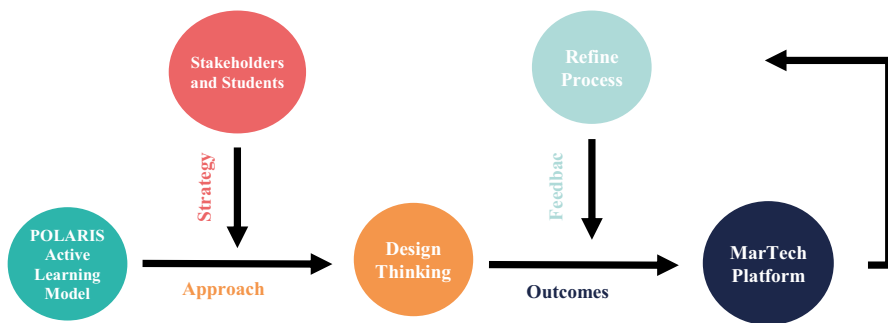 Stakeholders
and Students
Refine
Process
Strategy
Feedbac
POLARIS
Active
Learning
Model
Approach
Design
Thinking
Outcomes
MarTech
Platform